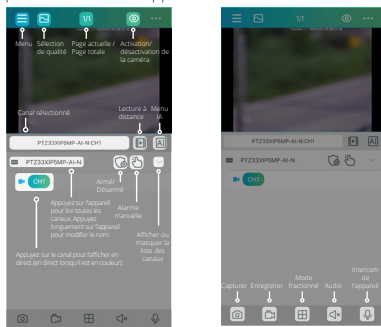 1/1
Menu
Sélection
de qualité
Page actuelle /
Page totale
Activation/
désactivation de
la caméra
Canal sélectionné
Lecture à
distance
Menu
IA
PTZ33XIP5MP-AI-N:CH1
AI
PTZ33XIP5MP-AI-N
CH1
Armé/
Désarmé
Alarme
manuelle
Appuyez sur l'appareil
pour lire toutes les
canaux. Appuyez
longuement sur l'appareil
pour modifier le nom.
Afficher ou
masquer la
liste des
canaux.
Appuyez sur le canal pour l'afficher en
direct (en direct lorsqu'il est en couleur).
1/1
PTZ33XIP5MP-AI-N:CH1
AI
PTZ33XIP5MP-AI-N
CH1
Capturer
Enregistrer
Mode
fractionné
Audio
Intercom
de
l'appareil